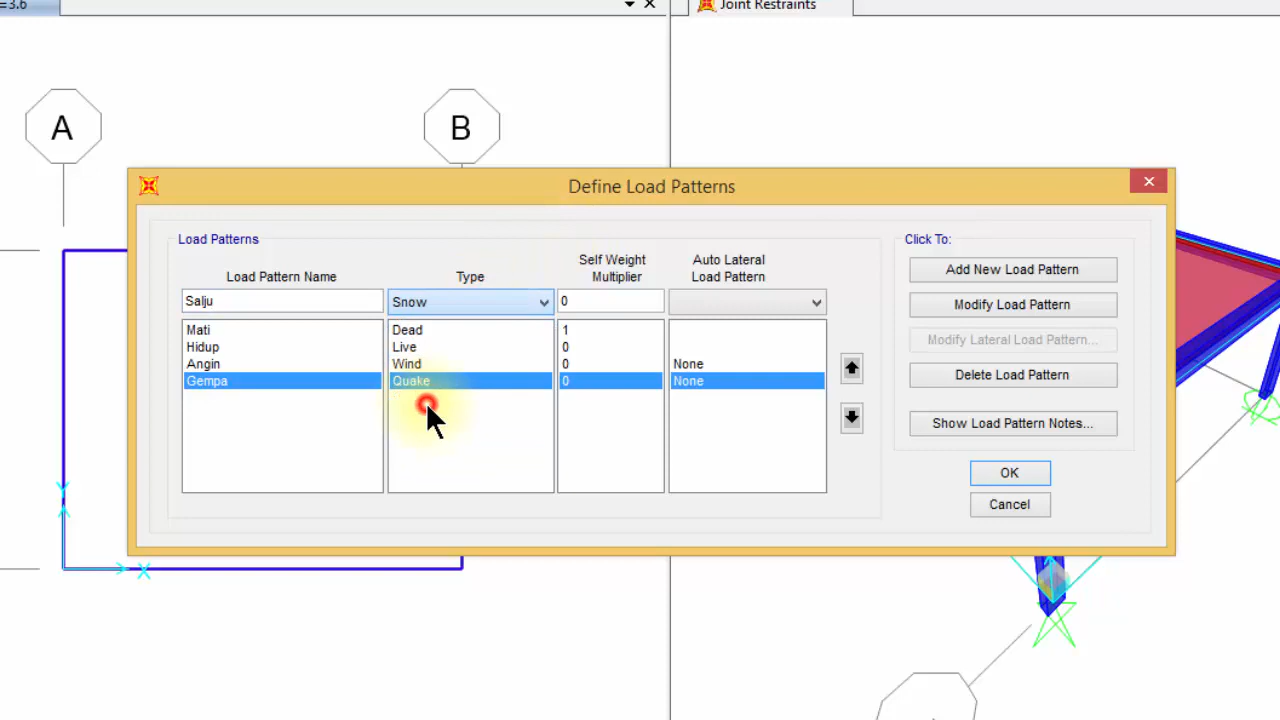 =3.6
Joint Restraints
A
B
Define Load Patterns
Load Patterns
Click To:
Load Pattern Name
Type
Self Weight Multiplier
Auto Lateral Load Pattern
Salju
Snow
0
Mati
Dead
1
Hidup
Live
0
Angin
Wind
0
None
Gempa
Quake
0
None
Add New Load Pattern
Modify Load Pattern
Modify Lateral Load Pattern...
Delete Load Pattern
Show Load Pattern Notes...
OK
Cancel